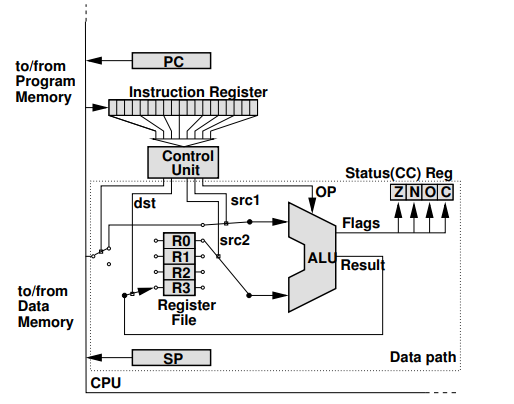 PC
to/from
Program
Memory
Instruction Register
Control
Unit
Status(CC) Reg
Z N O C
OP
dst
src1
Flags
src2
R0
R1
R2
R3
ALU
Result
to/from
Data
Memory
Register
File
SP
Data path
CPU